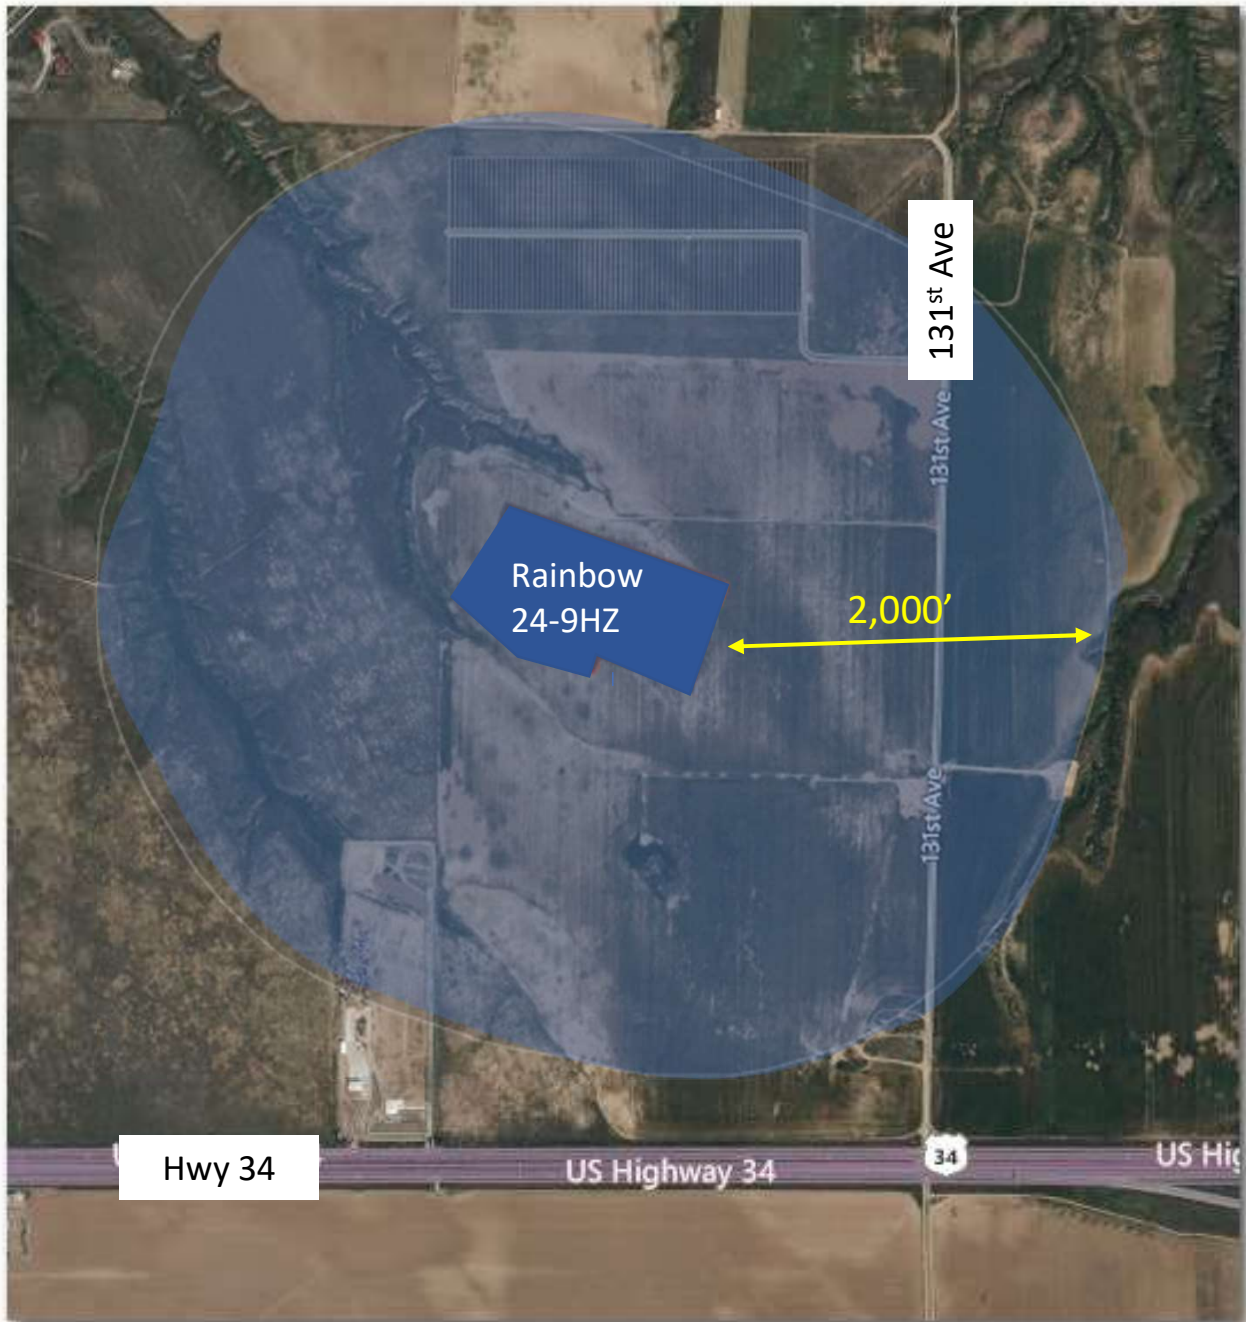 131st Ave
131st Ave
Rainbow
24-9HZ
2,000’
131st Ave
Hwy 34
US Highway 34
34
US Hig